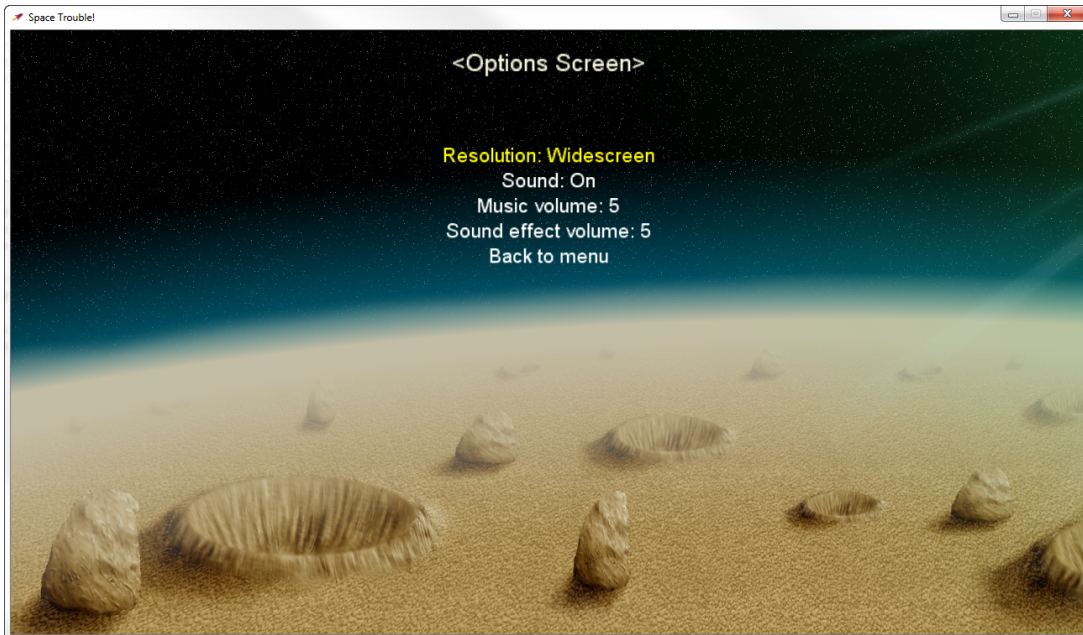 Space Trouble!
<Options Screen>
Resolution: Widescreen
Sound: On
Music volume: 5
Sound effect volume: 5
Back to menu